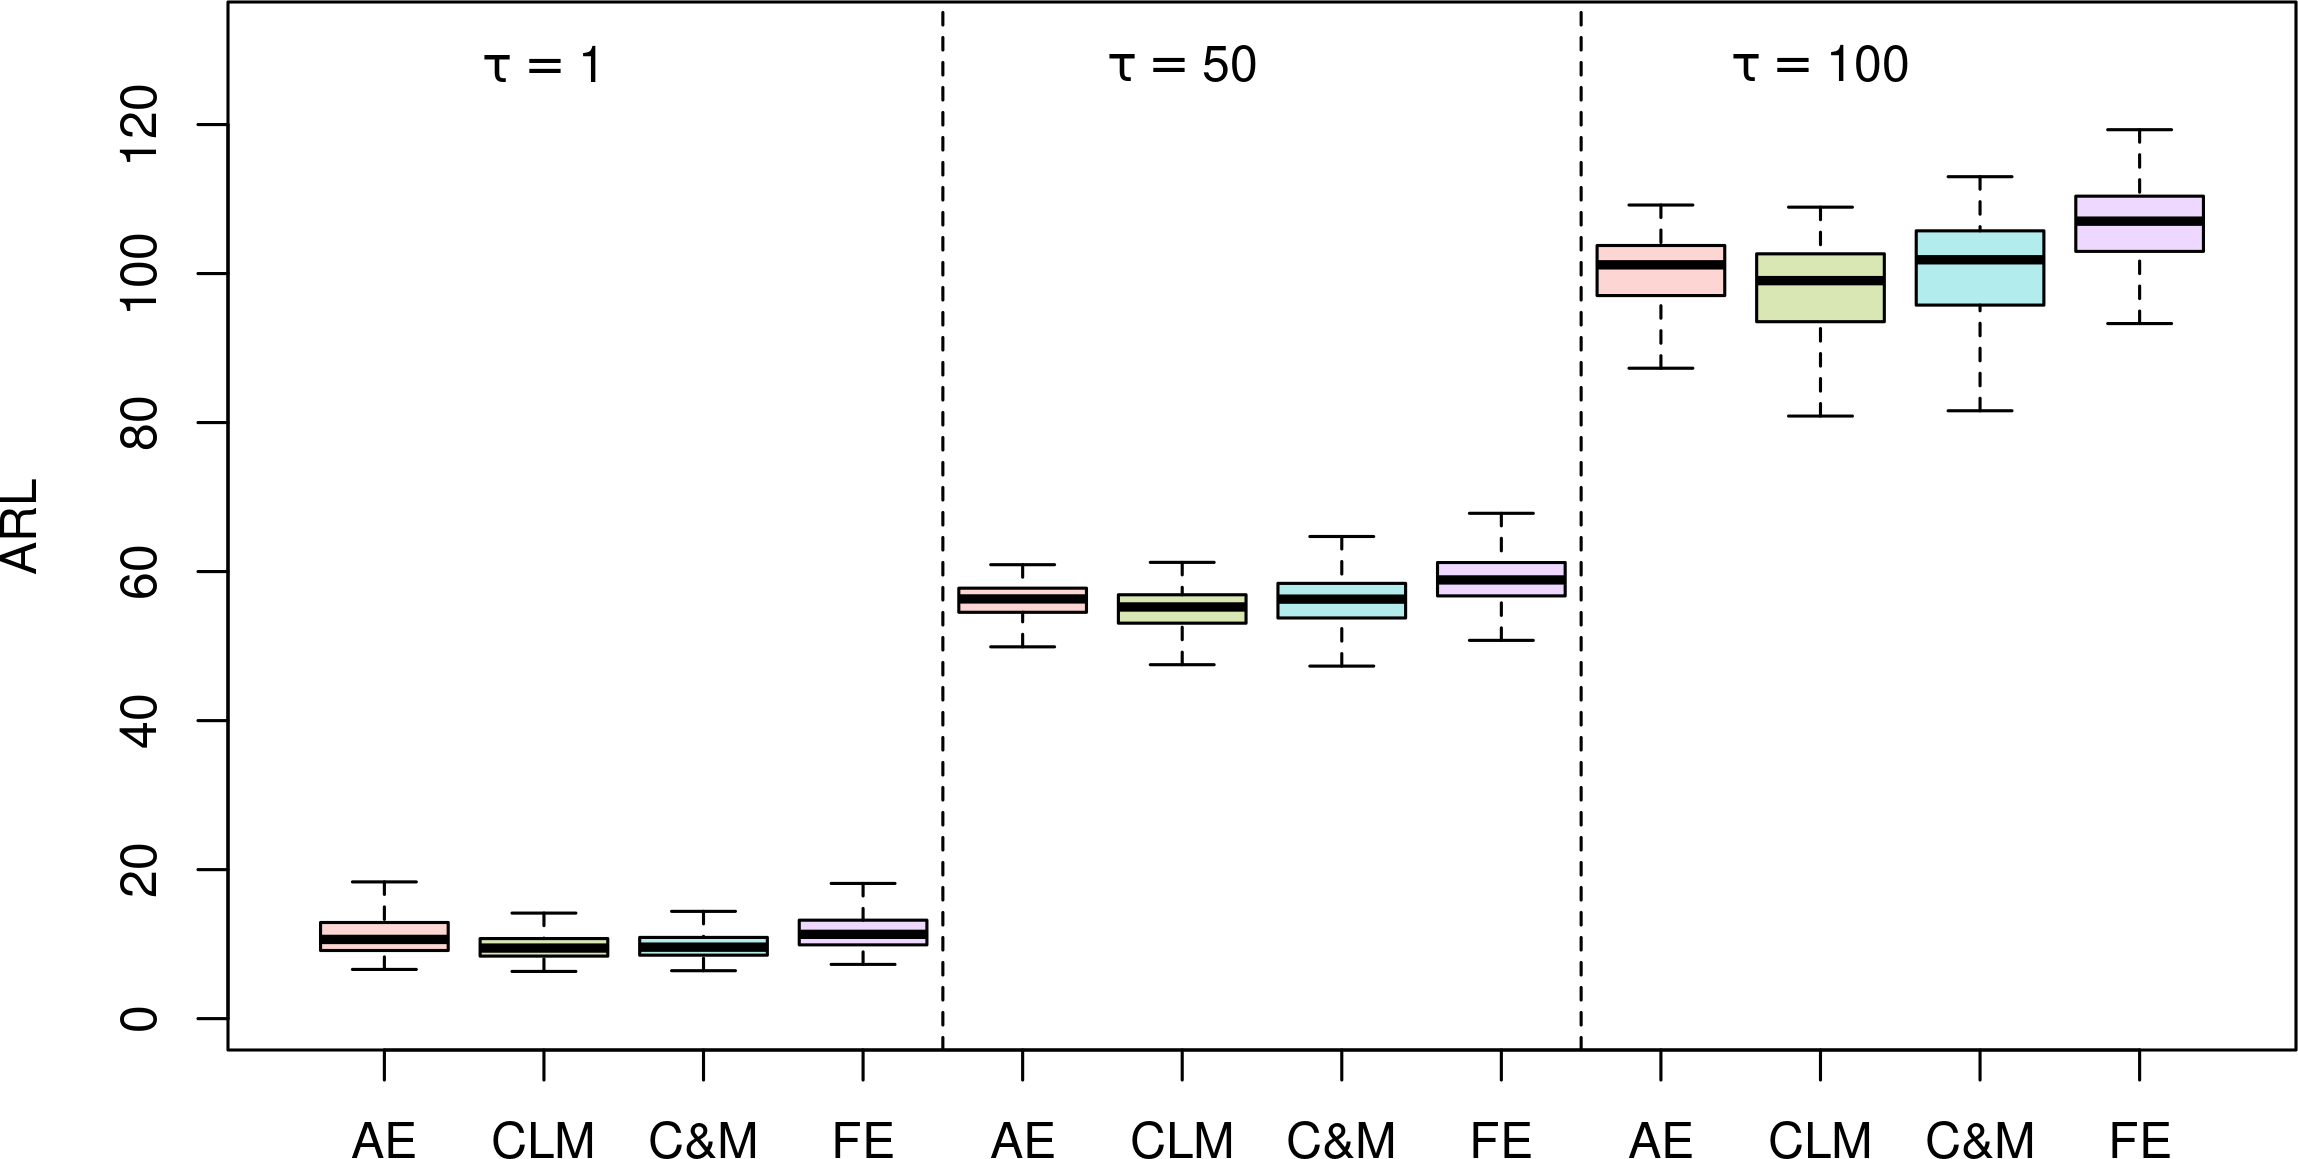 τ = 1
τ = 50
τ = 100
120
100
80
60
40
20
0
ARL
AE CLM C&M FE AE CLM C&M FE AE CLM C&M FE